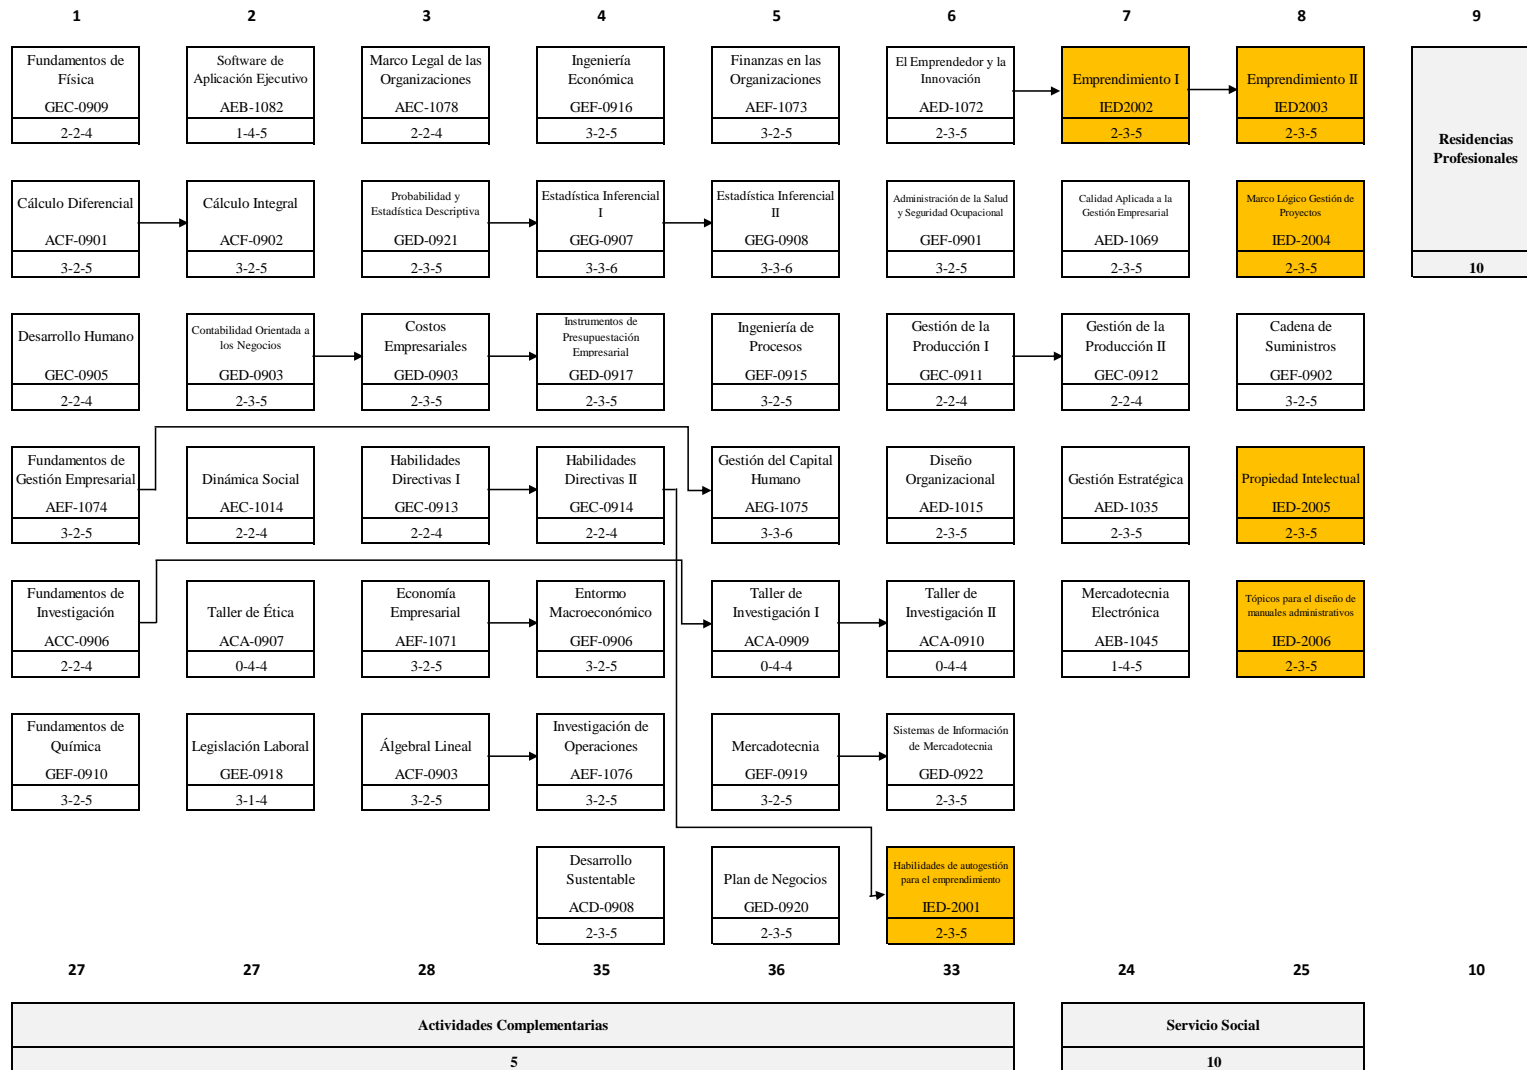 1 2 3 4 5 6 7 8 9
Fundamentos de
Física
GEC-0909
2-2-4
Software de
Aplicación Ejecutivo
AEB-1082
1-4-5
Marco Legal de las
Organizaciones
AEC-1078
2-2-4
Ingeniería
Económica
GEF-0916
3-2-5
Finanzas en las
Organizaciones
AEF-1073
3-2-5
El Emprendedor y la
Innovación
AED-1072
2-3-5
Emprendimiento I
IED2002
2-3-5
Emprendimiento II
IED2003
2-3-5
Residencias
Profesionales
10
Cálculo Diferencial
ACF-0901
3-2-5
Cálculo Integral
ACF-0902
3-2-5
Probabilidad y
Estadística Descriptiva
GED-0921
2-3-5
Estadística Inferencial
I
GEG-0907
3-3-6
Estadística Inferencial
II
GEG-0908
3-3-6
Administración de la Salud
y Seguridad Ocupacional
GEF-0901
3-2-5
Calidad Aplicada a la
Gestión Empresarial
AED-1069
2-3-5
Marco Lógico Gestión de
Proyectos
IED-2004
2-3-5
Desarrollo Humano
GEC-0905
2-2-4
Contabilidad Orientada a
los Negocios
GED-0903
2-3-5
Costos
Empresariales
GED-0903
2-3-5
Instrumentos de
Presupuestación
Empresarial
GED-0917
2-3-5
Ingeniería de
Procesos
GEF-0915
3-2-5
Gestión de la
Producción I
GEC-0911
2-2-4
Gestión de la
Producción II
GEC-0912
2-2-4
Cadena de
Suministros
GEF-0902
3-2-5
Fundamentos de
Gestión Empresarial
AEF-1074
3-2-5
Dinámica Social
AEC-1014
2-2-4
Habilidades
Directivas I
GEC-0913
2-2-4
Habilidades
Directivas II
GEC-0914
2-2-4
Gestión del Capital
Humano
AEG-1075
3-3-6
Diseño
Organizacional
AED-1015
2-3-5
Gestión Estratégica
AED-1035
2-3-5
Propiedad Intelectual
IED-2005
2-3-5
Fundamentos de
Investigación
ACC-0906
2-2-4
Taller de Ética
ACA-0907
0-4-4
Economía
Empresarial
AEF-1071
3-2-5
Entormo
Macroeconómico
GEF-0906
3-2-5
Taller de
Investigación I
ACA-0909
0-4-4
Taller de
Investigación II
ACA-0910
0-4-4
Mercadotecnia
Electrónica
AEB-1045
1-4-5
Tópicos para el diseño de
manuales administrativos
IED-2006
2-3-5
Fundamentos de
Química
GEF-0910
3-2-5
Legislación Laboral
GEE-0918
3-1-4
Álgebral Lineal
ACF-0903
3-2-5
Investigación de
Operaciones
AEF-1076
3-2-5
Mercadotecnia
GEF-0919
3-2-5
Sistemas de Información
de Mercadotecnia
GED-0922
2-3-5
Desarrollo
Sustentable
ACD-0908
2-3-5
Plan de Negocios
GED-0920
2-3-5
Habilidades de autogestión
para el emprendimiento
IED-2001
2-3-5
27 27 28 35 36 33 24 25 10
Actividades Complementarias
5
Servicio Social
10